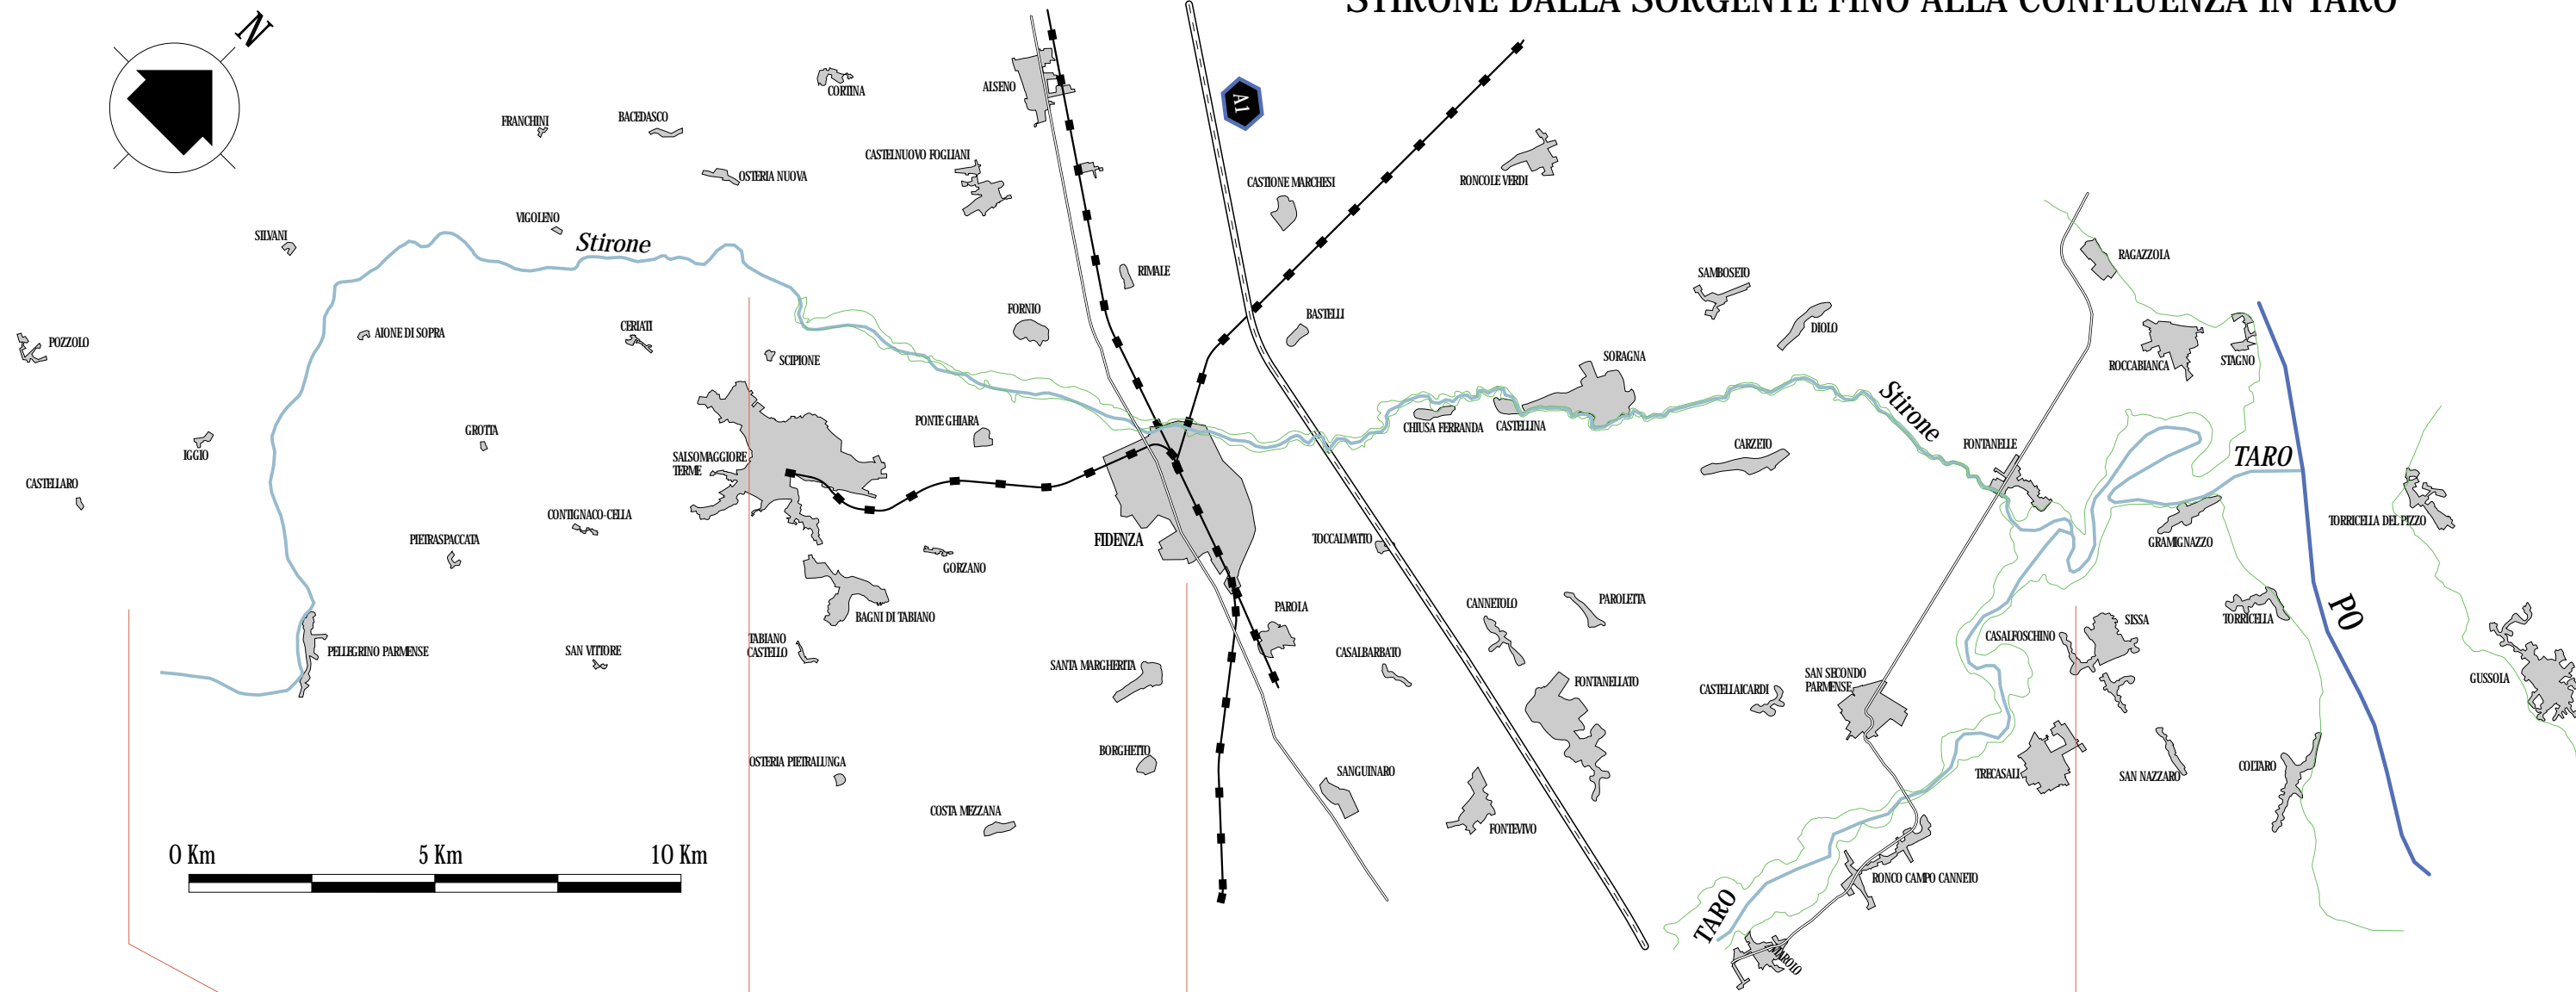 STIRONE DALLA SORGENTE FINO ALLA CONFLUENZA IN TARO
N
A1
CORTINA
ALSENO
FRANCHINI
BACEDASCO
CASTELNUOVO FOGLIANI
OSTERIA NUOVA
CASTIONE MARCHESI
RONCOLE VERDI
VIGOLENO
SILVANI
Stirone
RAGAZZOLA
RIMALE
SAMBOSETO
FORNIO
BASTELLI
DIOLO
POZZOLO
AIONE DI SOPRA
CERIATI
SCIPIONE
SORAGNA
ROCCABIANCA
STAGNO
Stirone
PONTE GHIARA
CHIUSA FERRANDA
CASTELLINA
GROTTA
IGGIO
CARZETO
FONTANELLE
TARO
SALSOMAGGIORE
TERME
CASTELLARO
CONTIGNACO-CELLA
TORRICELLA DEL PIZZO
PIETRASPACCATA
FIDENZA
TOCCALMATTO
GRAMIGNAZZO
GORZANO
BAGNI DI TABIANO
PAROLA
CANNETOLO
PAROLETTA
PO
TORRICELLA
SISSA
CASALFOSCHINO
PELLEGRINO PARMENSE
SAN VITTORE
TABIANO
CASTELLO
SANTA MARGHERITA
CASALBARBATO
FONTANELLATO
CASTELLAICARDI
SAN SECONDO
PARMENSE
GUSSOLA
OSTERIA PIETRALUNGA
BORGHETTO
SANGUINARO
TRECASALI
SAN NAZZARO
COLTARO
COSTA MEZZANA
FONTEVIVO
0 Km
5 Km
10 Km
RONCO CAMPO CANNETO
TARO